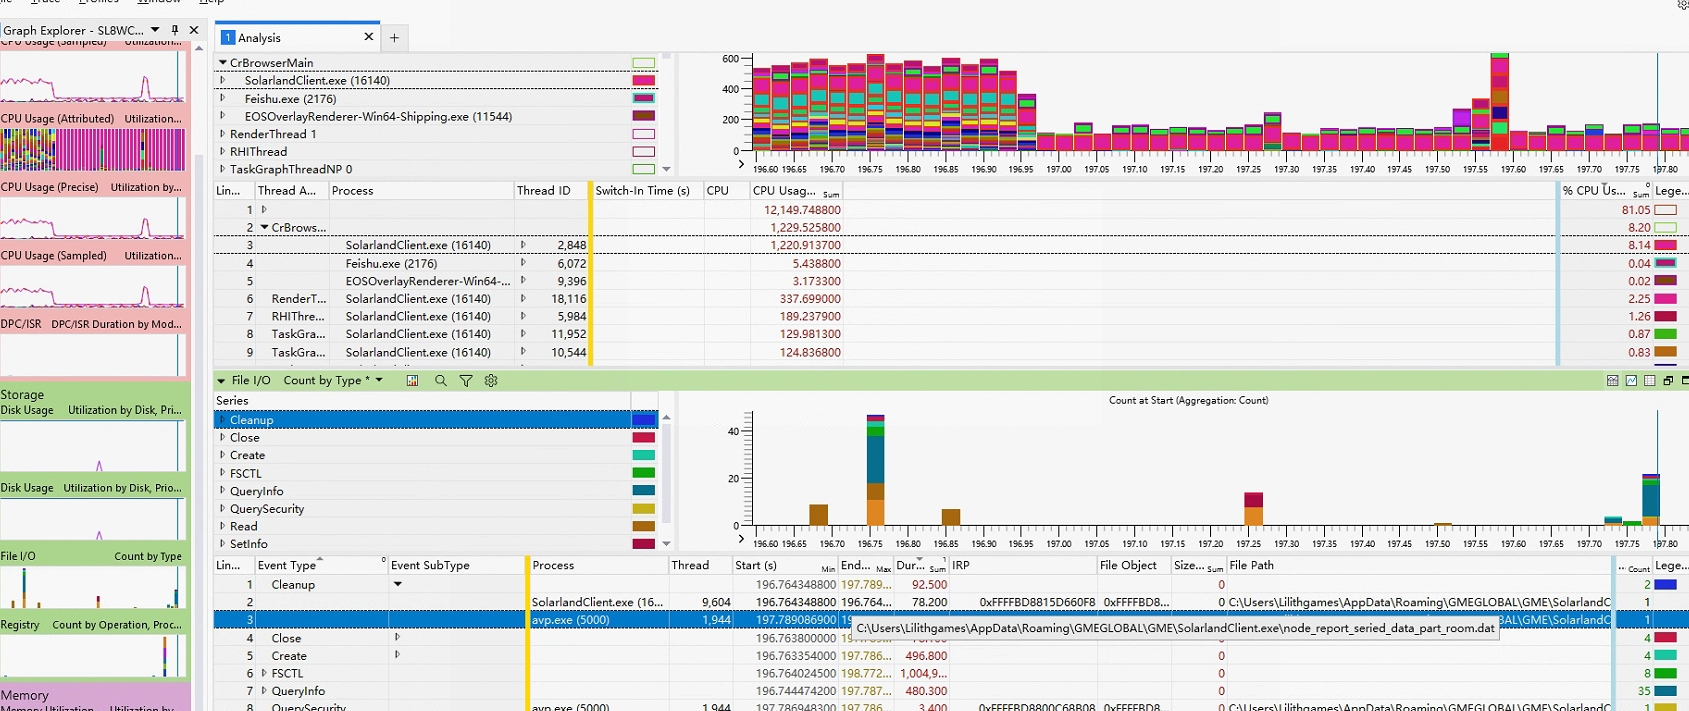 Trace Profiles Window Help
Graph Explorer - SL8WC...
CPU Usage (Sampled) Utilization...
CPU Usage (Attributed) Utilization...
CPU Usage (Precise) Utilization by...
CPU Usage (Sampled) Utilization...
DPC/ISR DPC/ISR Duration by Mod...
Storage
Disk Usage Utilization by Disk, Pri...
Disk Usage Utilization by Disk, Prio...
File I/O Count by Type
Registry Count by Operation, Proc...
Memory
Memory Utilization Utilization by...
1 Analysis
CrBrowserMain
SolarlandClient.exe (16140)
Feishu.exe (2176)
EOSOverlayRenderer-Win64-Shipping.exe (11544)
RenderThread 1
RHIThread
TaskGraphThreadNP 0
600
400
200
0
196.60 196.65 196.70 196.75 196.80 196.85 196.90 196.95 197.00 197.05 197.10 197.15 197.20 197.25 197.30 197.35 197.40 197.45 197.50 197.55 197.60 197.65 197.70 197.75 197.80
Lin... Thread A... Process Thread ID Switch-In Time (s) CPU CPU Usag... Sum % CPU Us... Sum 0 Lege...
1 12,149.748800 81.05
2 CrBrows... 1,229.525800 8.20
3 SolarlandClient.exe (16140) 2,848 1,220.913700 8.14
4 Feishu.exe (2176) 6,072 5.438800 0.04
5 EOSOverlayRenderer-Win64-... 9,396 3.173300 0.02
6 RenderT... SolarlandClient.exe (16140) 18,116 337.699000 2.25
7 RHIThre... SolarlandClient.exe (16140) 5,984 189.237900 1.26
8 TaskGra... SolarlandClient.exe (16140) 11,952 129.981300 0.87
9 TaskGra... SolarlandClient.exe (16140) 10,544 124.836800 0.83
File I/O Count by Type *
Series
Cleanup
Close
Create
FSCTL
QueryInfo
QuerySecurity
Read
SetInfo
Count at Start (Aggregation: Count)
40
20
0
196.60 196.65 196.70 196.75 196.80 196.85 196.90 196.95 197.00 197.05 197.10 197.15 197.20 197.25 197.30 197.35 197.40 197.45 197.50 197.55 197.60 197.65 197.70 197.75 197.80
Lin... Event Type 0 Event SubType Process Thread Start (s) Min End... Max Dur... Sum 1 IRP File Object Size... Sum File Path ... Count Lege...
1 Cleanup 196.764348800 197.789... 92.500 0 2
2 SolarlandClient.exe (16... 9,604 196.764348800 196.764... 78.200 0xFFFFBD8815D660F8 0xFFFFBD8... 0 C:\Users\Lilithgames\AppData\Roaming\GMEGLOBAL\GME\SolarlandC 1
3 avp.exe (5000) 1,944 197.789086900 1
C:\Users\Lilithgames\AppData\Roaming\GMEGLOBAL\GME\SolarlandClient.exe\node_report_seried_data_part_room.dat
4 Close 196.763800000 0 4
5 Create 196.763354000 197.786... 496.800 0 4
6 FSCTL 196.764024500 198.772... 1,004,9... 0 8
7 QueryInfo 196.744474200 197.787... 480.300 0 35
8 QuerySecurity avp.exe (5000) 1,944 197.786948300 197.786... 3.400 0xFFFFBD8800C68B08 0xFFFFBD8... 0 C:\Users\Lilithgames\AppData\Roaming\GMEGLOBAL\GME\SolarlandC 1